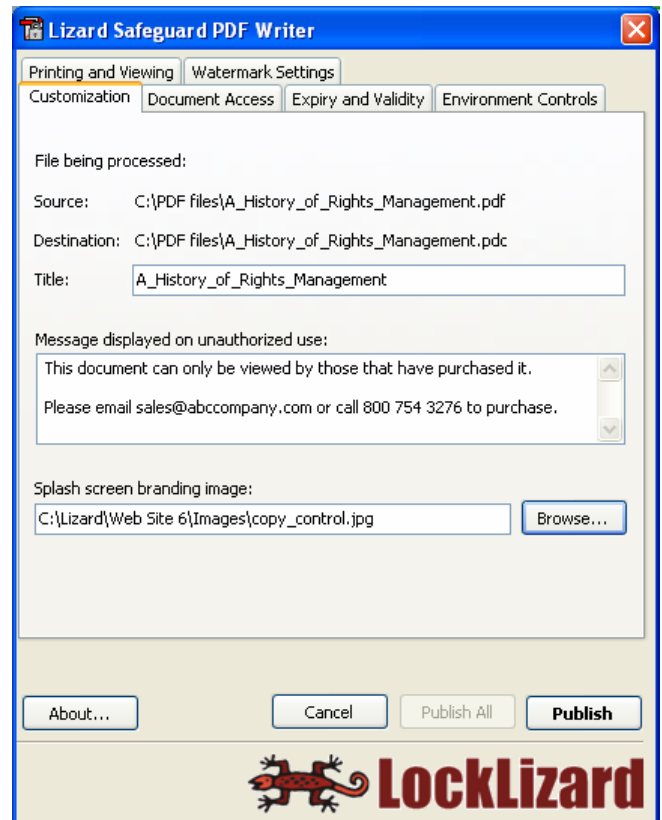 Lizard Safeguard PDF Writer
Printing and Viewing Watermark Settings
Customization Document Access Expiry and Validity Environment Controls
File being processed:
Source: C:\PDF files\A_History_of_Rights_Management.pdf
Destination: C:\PDF files\A_History_of_Rights_Management.pdc
Title: A_History_of_Rights_Management
Message displayed on unauthorized use:
This document can only be viewed by those that have purchased it.
Please email sales@abccompany.com or call 800 754 3276 to purchase.
Splash screen branding image:
C:\Lizard\Web Site 6\Images\copy_control.jpg Browse...
About... Cancel Publish All Publish
LockLizard